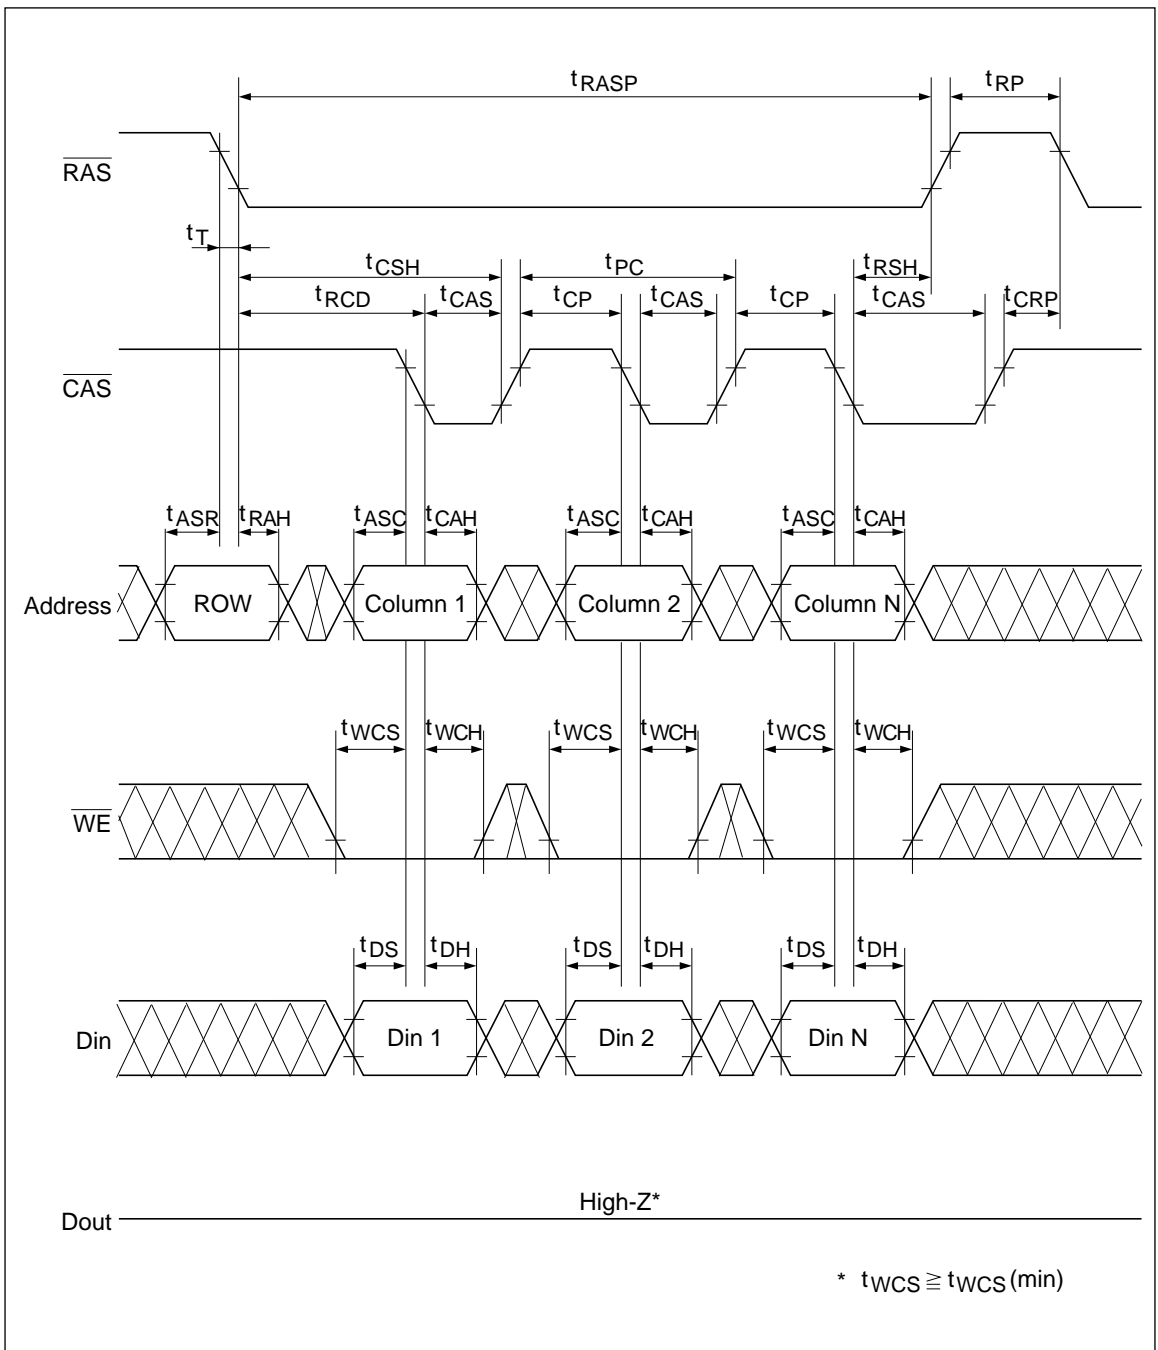 tRASP tRP
RAS
tT
tCSH tPC tRSH
tRCD tCAS tCP tCAS tCP tCAS tCRP
CAS
tASR tRAH tASC tCAH tASC tCAH tASC tCAH
Address ROW Column 1 Column 2 Column N
tWCS tWCH tWCS tWCH tWCS tWCH
WE
tDS tDH tDS tDH tDS tDH
Din Din 1 Din 2 Din N
High-Z*
Dout
* tWCS ≧ tWCS (min)